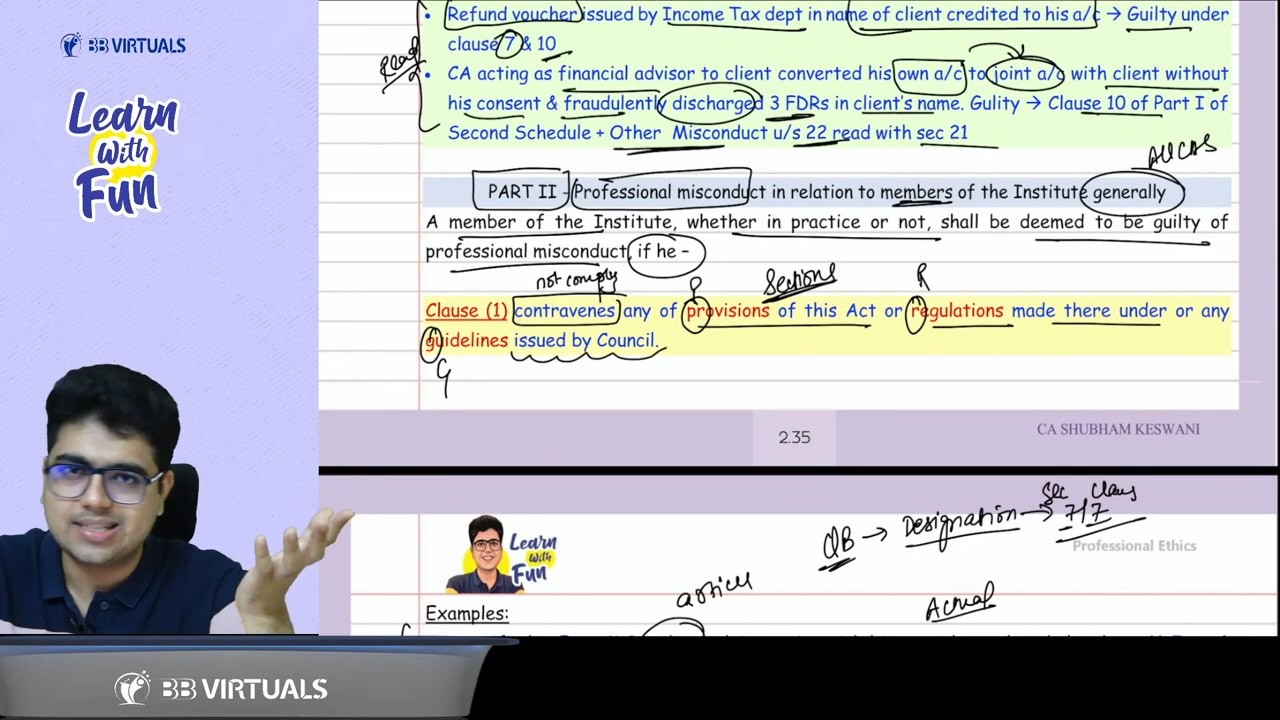 BB VIRTUALS
Learn
With
Fun
• Refund voucher issued by Income Tax dept in name of client credited to his a/c → Guilty under
clause 7 & 10
Read
• CA acting as financial advisor to client converted his own a/c to joint a/c with client without
his consent & fraudulently discharged 3 FDRs in client's name. Gulity → Clause 10 of Part I of
Second Schedule + Other Misconduct u/s 22 read with sec 21
All CAs
PART II - Professional misconduct in relation to members of the Institute generally
A member of the Institute, whether in practice or not, shall be deemed to be guilty of
professional misconduct, if he -
not comply P Sections R
Clause (1) contravenes any of provisions of this Act or regulations made there under or any
guidelines issued by Council.
G
2.35
CA SHUBHAM KESWANI
Sec Clause
QB → Designation → 7/7
Learn
With
Fun
Professional Ethics
articles
Actual
Examples:
BB VIRTUALS